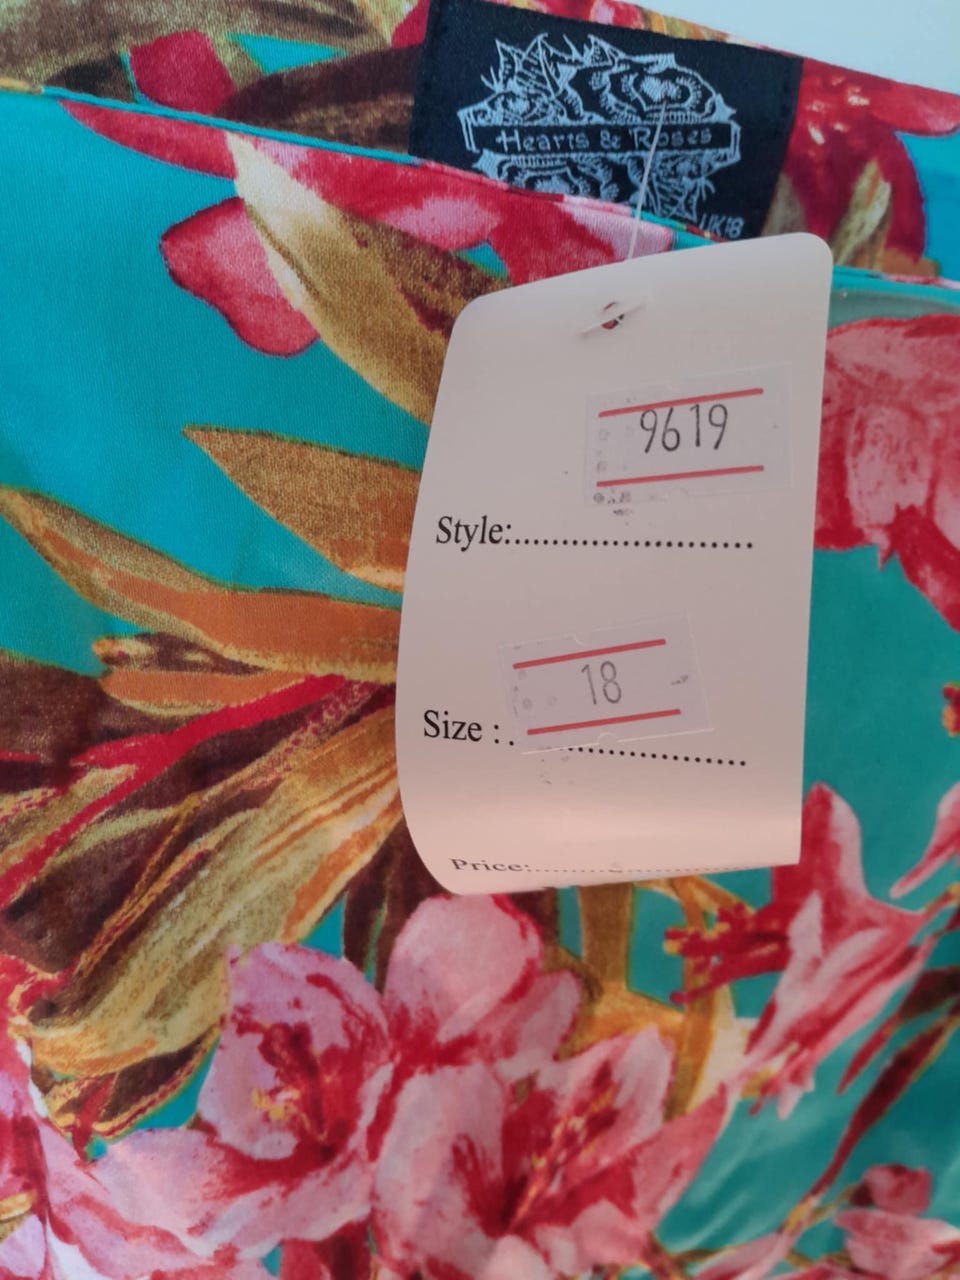 Hearts & Roses
UK18
9619
Style:.......................
18
Size : . .....................
Price:.......................